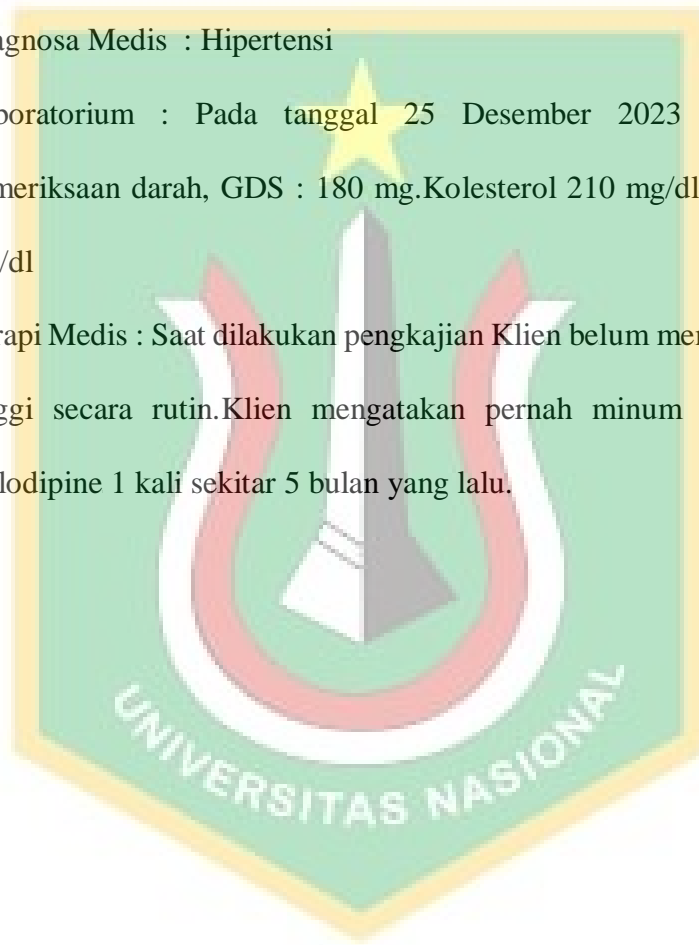 agnosa Medis : Hipertensi
boratorium : Pada tanggal 25 Desember 2023
meriksaan darah, GDS : 180 mg.Kolesterol 210 mg/dl
/dl
rapi Medis : Saat dilakukan pengkajian Klien belum mer
ggi secara rutin.Klien mengatakan pernah minum
lodipine 1 kali sekitar 5 bulan yang lalu.
UNIVERSITAS NASIONAL